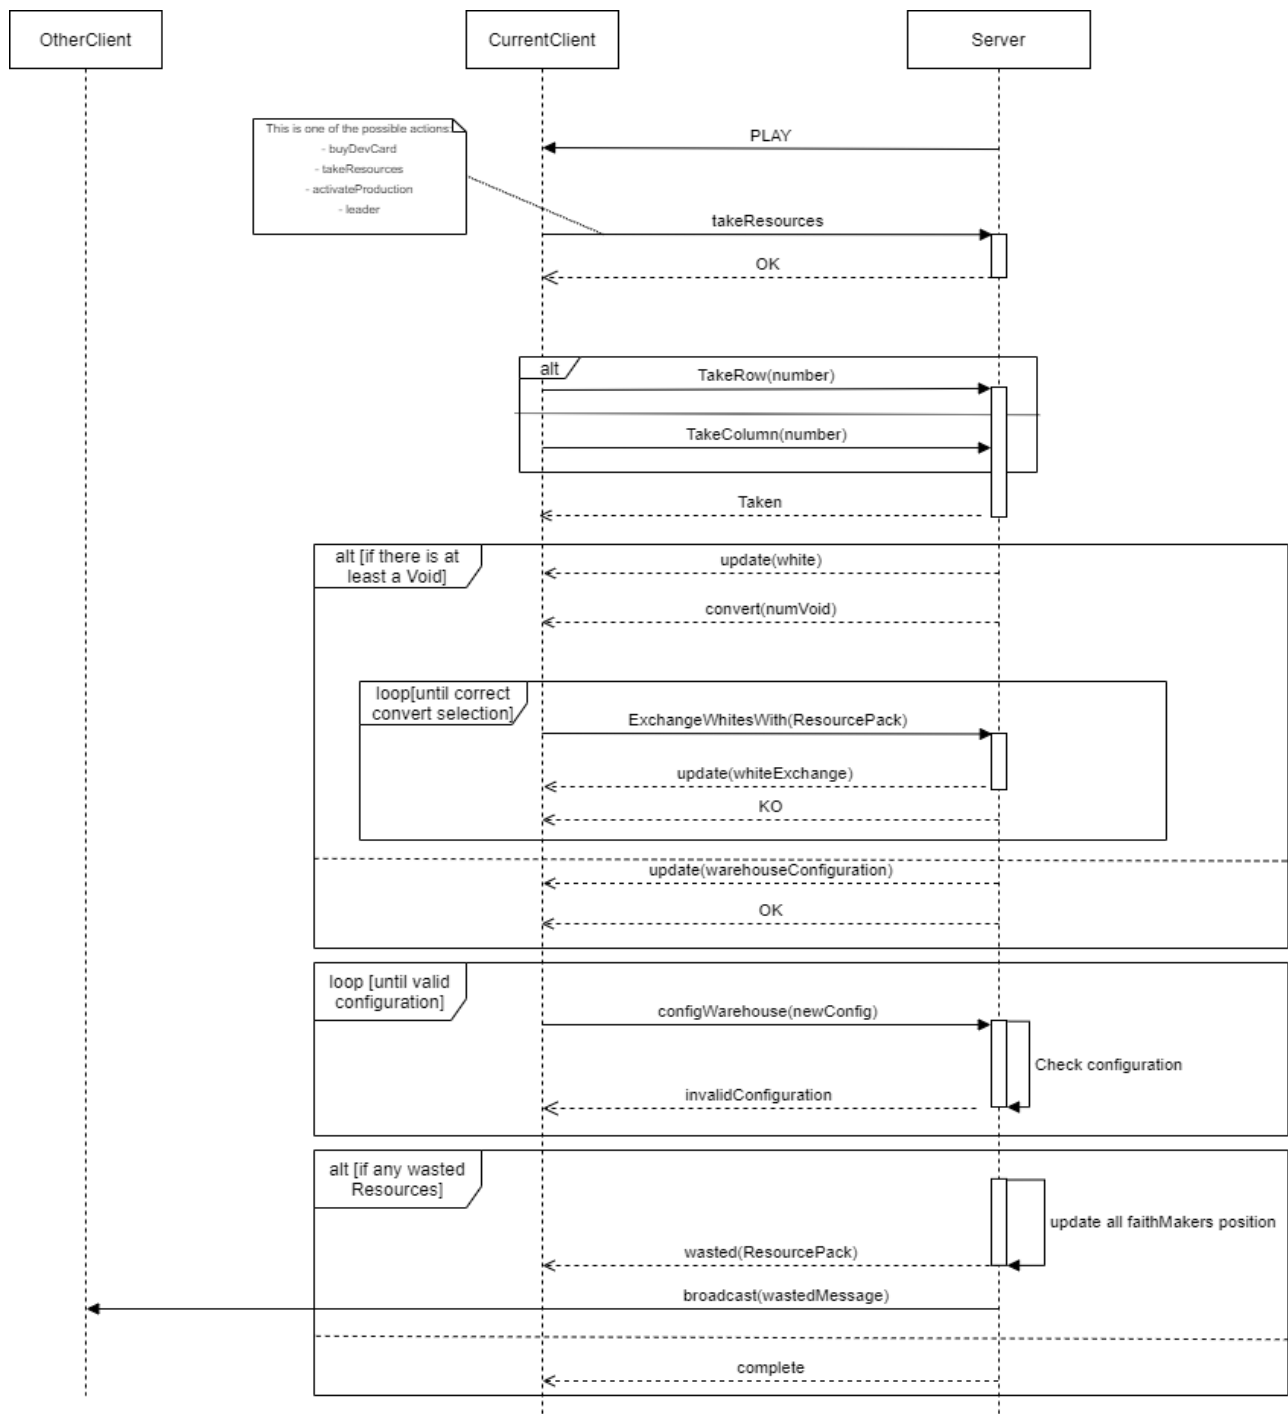 OtherClient
CurrentClient
Server
This is one of the possible actions:
- buyDevCard
- takeResources
- activateProduction
- leader
PLAY
takeResources
OK
alt
TakeRow(number)
TakeColumn(number)
Taken
alt [if there is at
least a Void]
update(white)
convert(numVoid)
loop[until correct
convert selection]
ExchangeWhitesWith(ResourcePack)
update(whiteExchange)
KO
update(warehouseConfiguration)
OK
loop [until valid
configuration]
configWarehouse(newConfig)
Check configuration
invalidConfiguration
alt [if any wasted
Resources]
update all faithMakers position
wasted(ResourcePack)
broadcast(wastedMessage)
complete